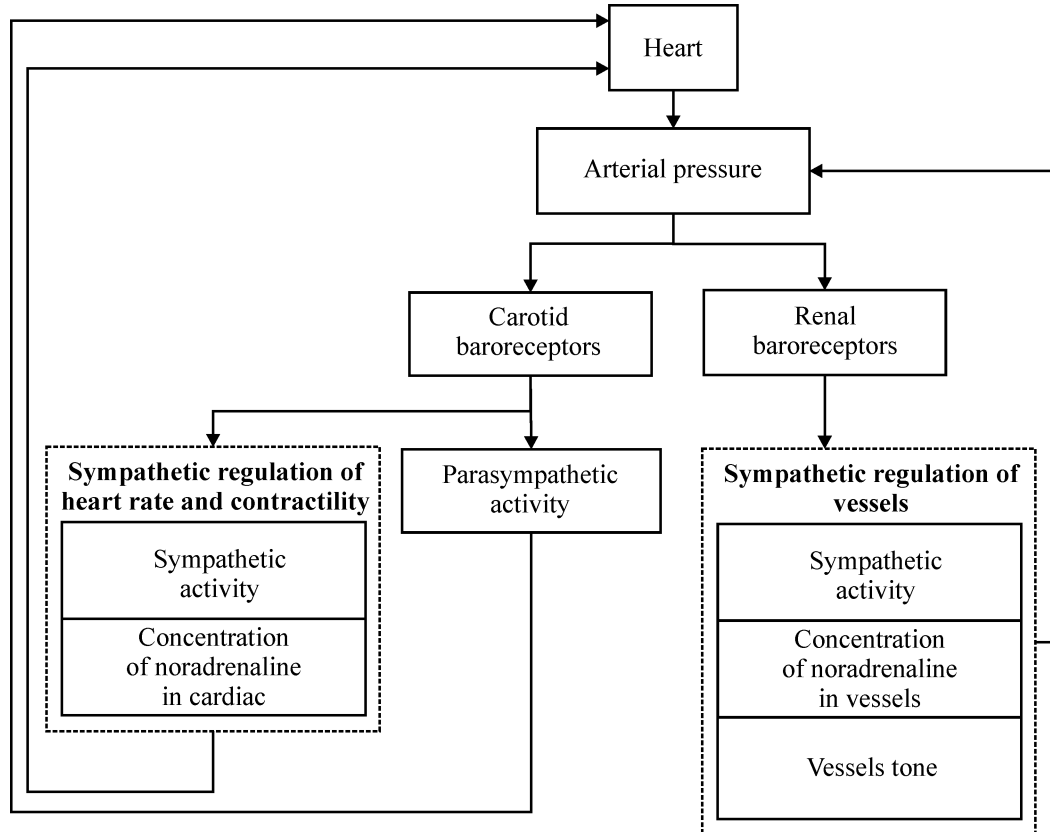 Heart
Arterial pressure
Carotid
baroreceptors
Renal
baroreceptors
Sympathetic regulation of
heart rate and contractility
Sympathetic
activity
Concentration
of noradrenaline
in cardiac
Parasympathetic
activity
Sympathetic regulation of
vessels
Sympathetic
activity
Concentration
of noradrenaline
in vessels
Vessels tone